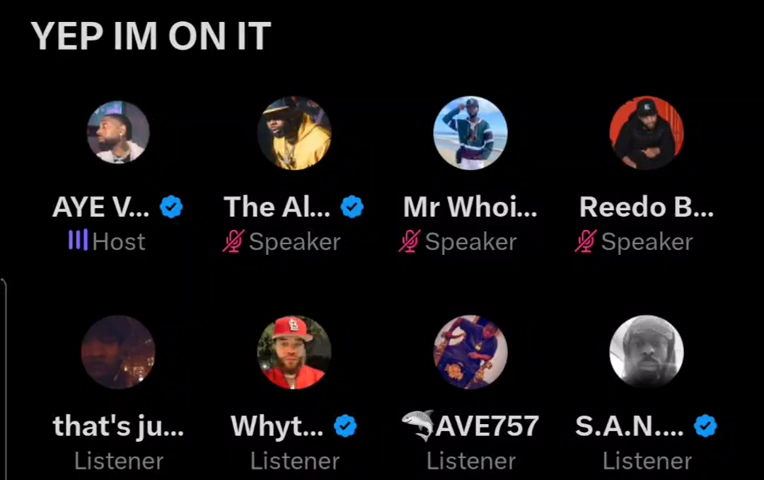 YEP IM ON IT
AYE V... The Al... Mr Whoi... Reedo B...
Host Speaker Speaker Speaker
that's ju... Whyt... 🦈AVE757 S.A.N....
Listener Listener Listener Listener